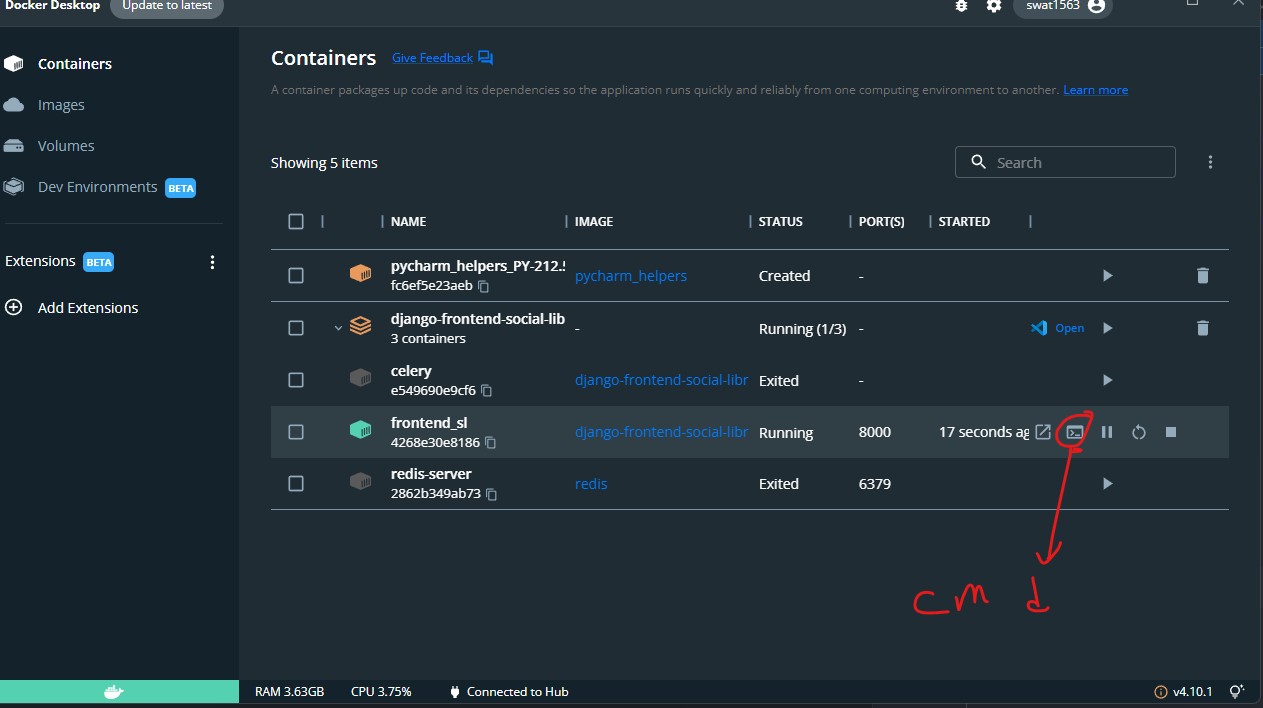 Docker Desktop Update to latest swat1563
Containers
Images
Volumes
Dev Environments BETA
Extensions BETA
Add Extensions
Containers Give Feedback
A container packages up code and its dependencies so the application runs quickly and reliably from one computing environment to another. Learn more
Showing 5 items Search
NAME IMAGE STATUS PORT(S) STARTED
pycharm_helpers_PY-212.5
fc6ef5e23aeb pycharm_helpers Created -
django-frontend-social-lib
3 containers - Running (1/3) - Open
celery
e549690e9cf6 django-frontend-social-libr Exited -
frontend_sl
4268e30e8186 django-frontend-social-libr Running 8000 17 seconds ag
redis-server
2862b349ab73 redis Exited 6379
cmd
RAM 3.63GB CPU 3.75% Connected to Hub v4.10.1